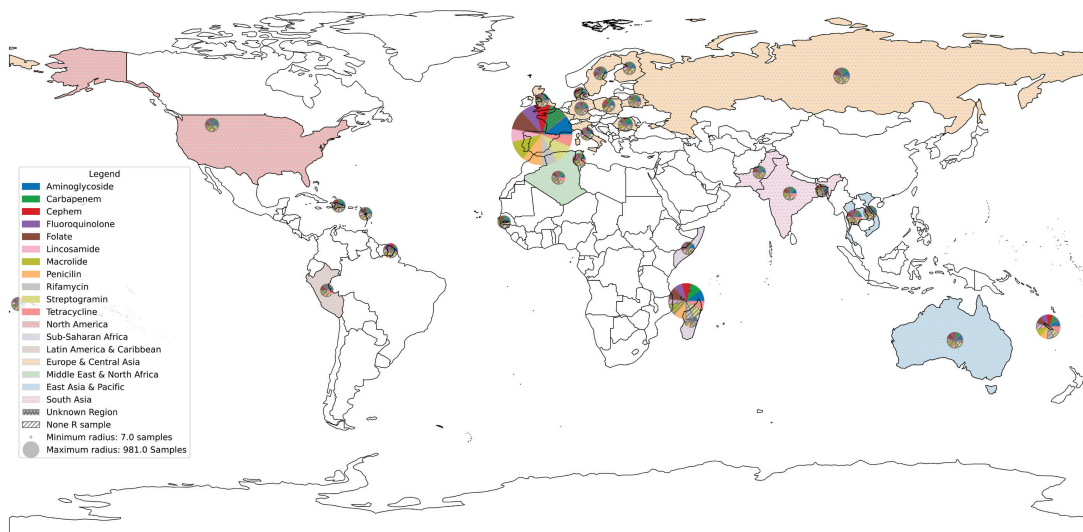 Legend
Aminoglycoside
Carbapenem
Cephem
Fluoroquinolone
Folate
Lincosamide
Macrolide
Penicilin
Rifamycin
Streptogramin
Tetracycline
North America
Sub-Saharan Africa
Latin America & Caribbean
Europe & Central Asia
Middle East & North Africa
East Asia & Pacific
South Asia
Unknown Region
None R sample
Minimum radius: 7.0 samples
Maximum radius: 981.0 Samples